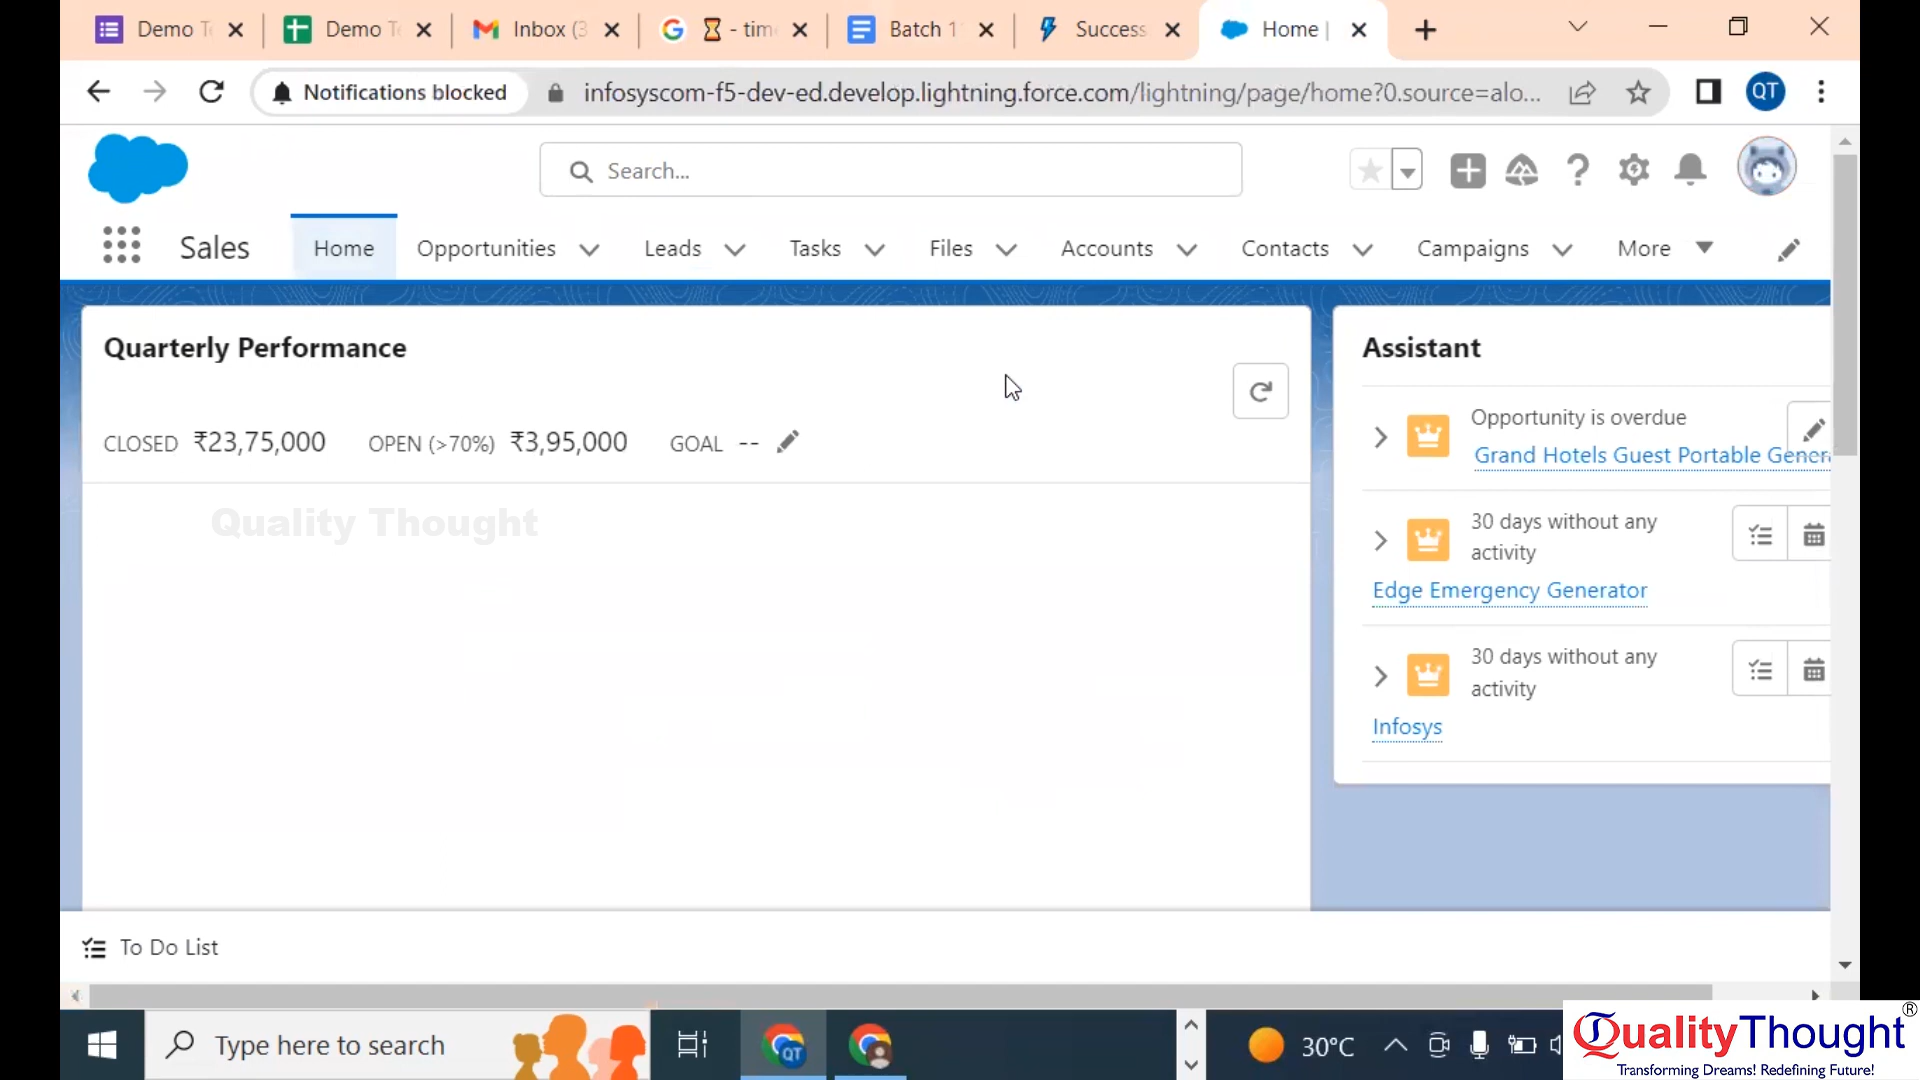 Demo T
Demo Te
Inbox (3
- time
Batch 1
Success
Home |
Notifications blocked
infosyscom-f5-dev-ed.develop.lightning.force.com/lightning/page/home?0.source=alo...
QT
Search...
Sales
Home
Opportunities
Leads
Tasks
Files
Accounts
Contacts
Campaigns
More
Quarterly Performance
CLOSED ₹23,75,000 OPEN (>70%) ₹3,95,000 GOAL --
Quality Thought
Assistant
Opportunity is overdue
Grand Hotels Guest Portable Gener
30 days without any
activity
Edge Emergency Generator
30 days without any
activity
Infosys
To Do List
Type here to search
QT
30°C
QualityThought®
Transforming Dreams! Redefining Future!